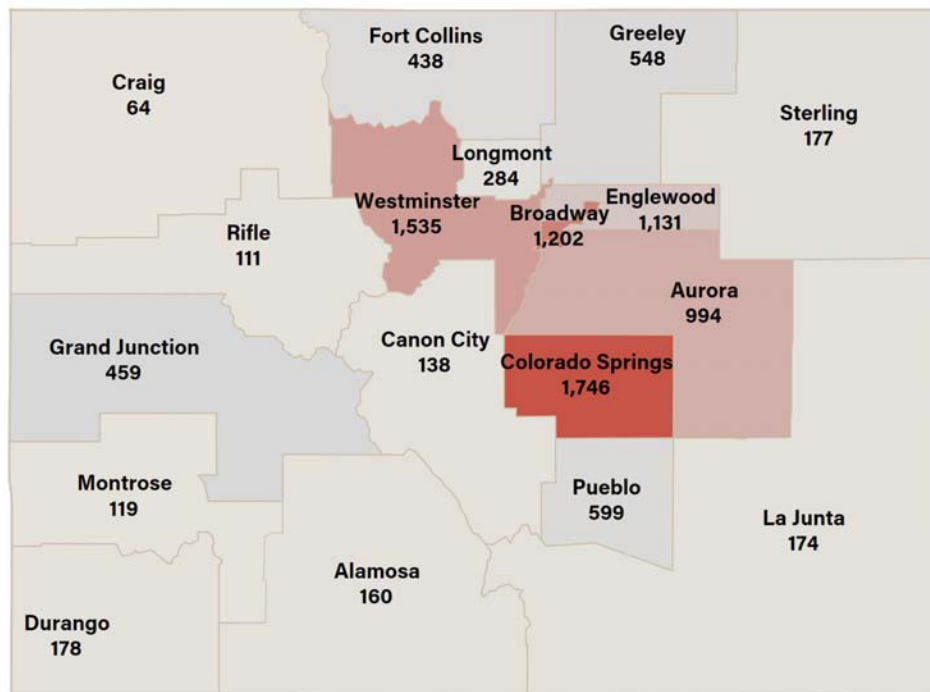 Fort Collins
438
Greeley
548
Craig
64
Sterling
177
Longmont
284
Westminster
1,535
Broadway
1,202
Englewood
1,131
Rifle
111
Aurora
994
Grand Junction
459
Canon City
138
Colorado Springs
1,746
Montrose
119
Pueblo
599
La Junta
174
Alamosa
160
Durango
178